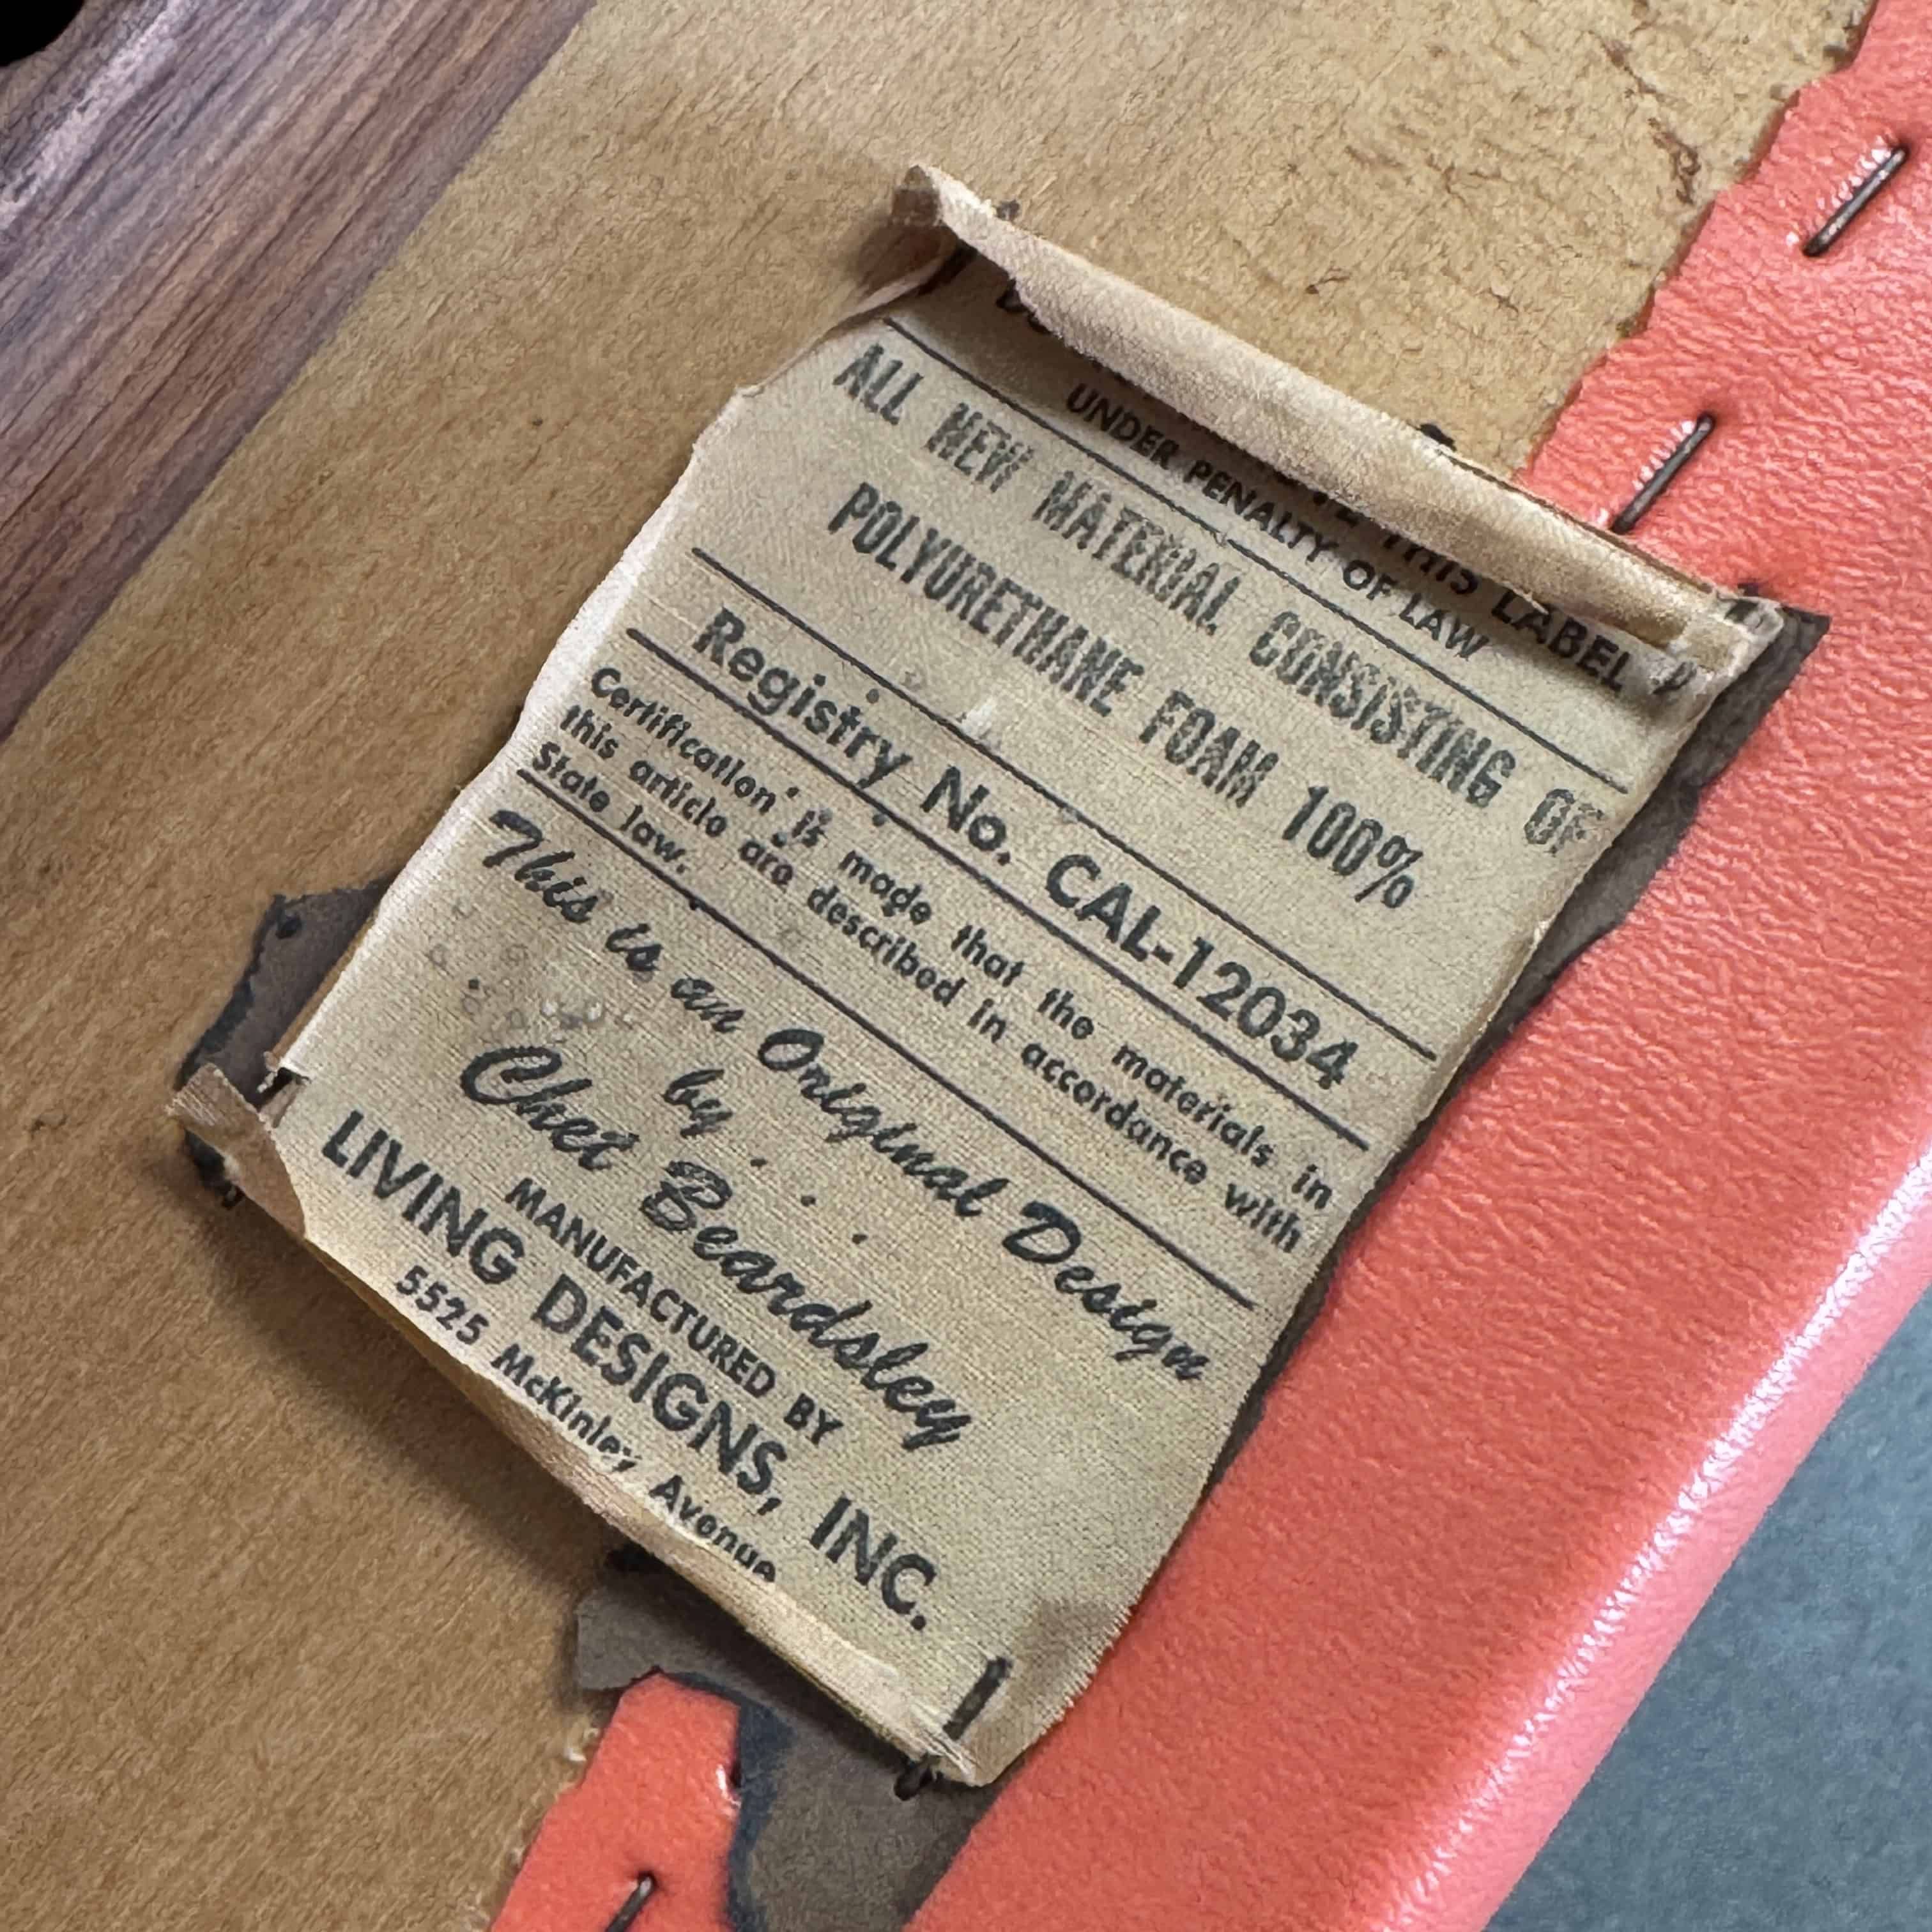 THIS LABEL
UNDER PENALTY OF LAW
ALL NEW MATERIAL CONSISTING OF
POLYURETHANE FOAM 100%
Registry No. CAL-12034
Certification is made that the materials in
this article are described in accordance with
State law.
This is an Original Design
by . . .
Chet Beardsley
MANUFACTURED BY
LIVING DESIGNS, INC.
5525 McKinley Avenue